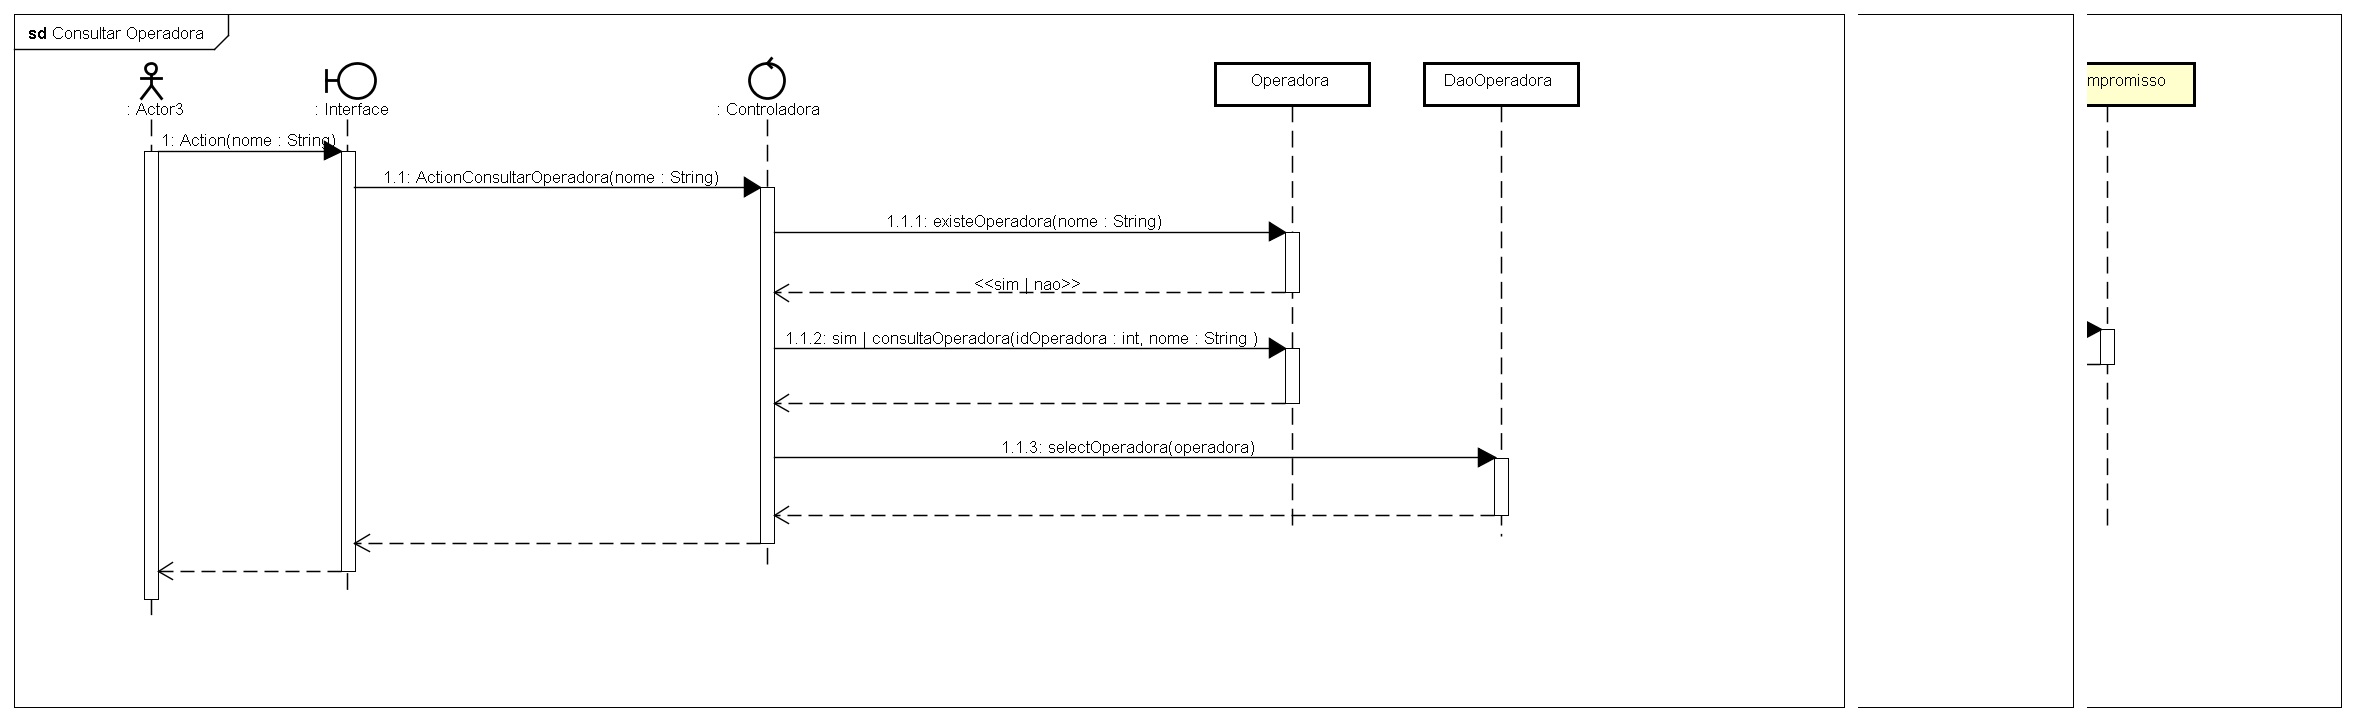 sd Consultar Operadora
Operadora
DaoOperadora
mpromisso
: Actor3
: Interface
: Controladora
1: Action(nome : String)
1.1: ActionConsultarOperadora(nome : String)
1.1.1: existeOperadora(nome : String)
<<sim | nao>>
1.1.2: sim | consultaOperadora(idOperadora : int, nome : String )
1.1.3: selectOperadora(operadora)